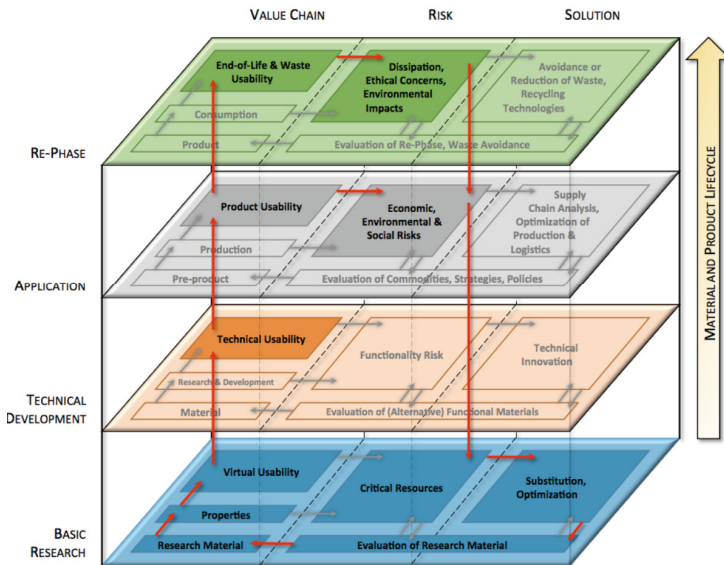 VALUE CHAIN RISK SOLUTION
End-of-Life & Waste
Usability
Dissipation,
Ethical Concerns,
Environmental
Impacts
Avoidance or
Reduction of Waste,
Recycling
Technologies
Consumption
Product
Evaluation of Re-Phase, Waste Avoidance
RE-PHASE
Product Usability
Economic,
Environmental &
Social Risks
Supply
Chain Analysis,
Optimization of
Production &
Logistics
Production
Pre-product
Evaluation of Commodities, Strategies, Policies
APPLICATION
Technical Usability
Functionality Risk
Technical
Innovation
Research & Development
Material
Evaluation of (Alternative) Functional Materials
TECHNICAL
DEVELOPMENT
Virtual Usability
Critical Resources
Substitution,
Optimization
Properties
Research Material
Evaluation of Research Material
BASIC
RESEARCH
MATERIAL AND PRODUCT LIFECYCLE